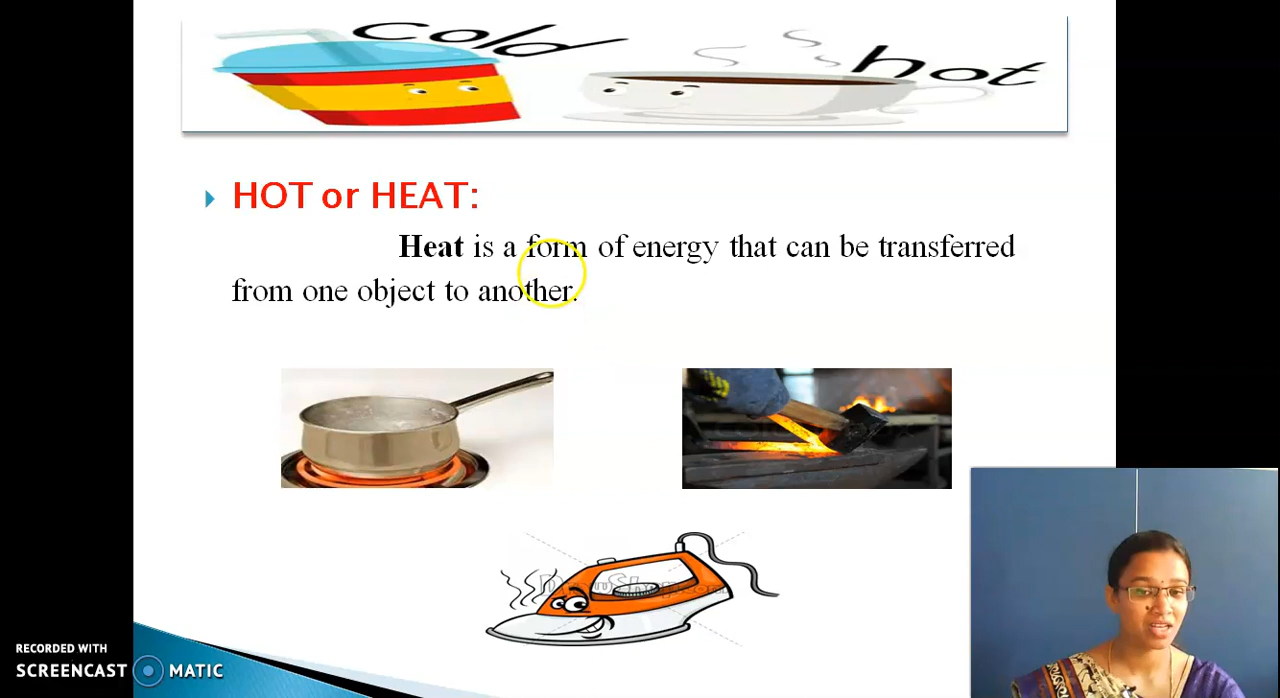 Cold
hot
HOT or HEAT:
Heat is a form of energy that can be transferred
from one object to another.
RECORDED WITH
SCREENCAST MATIC